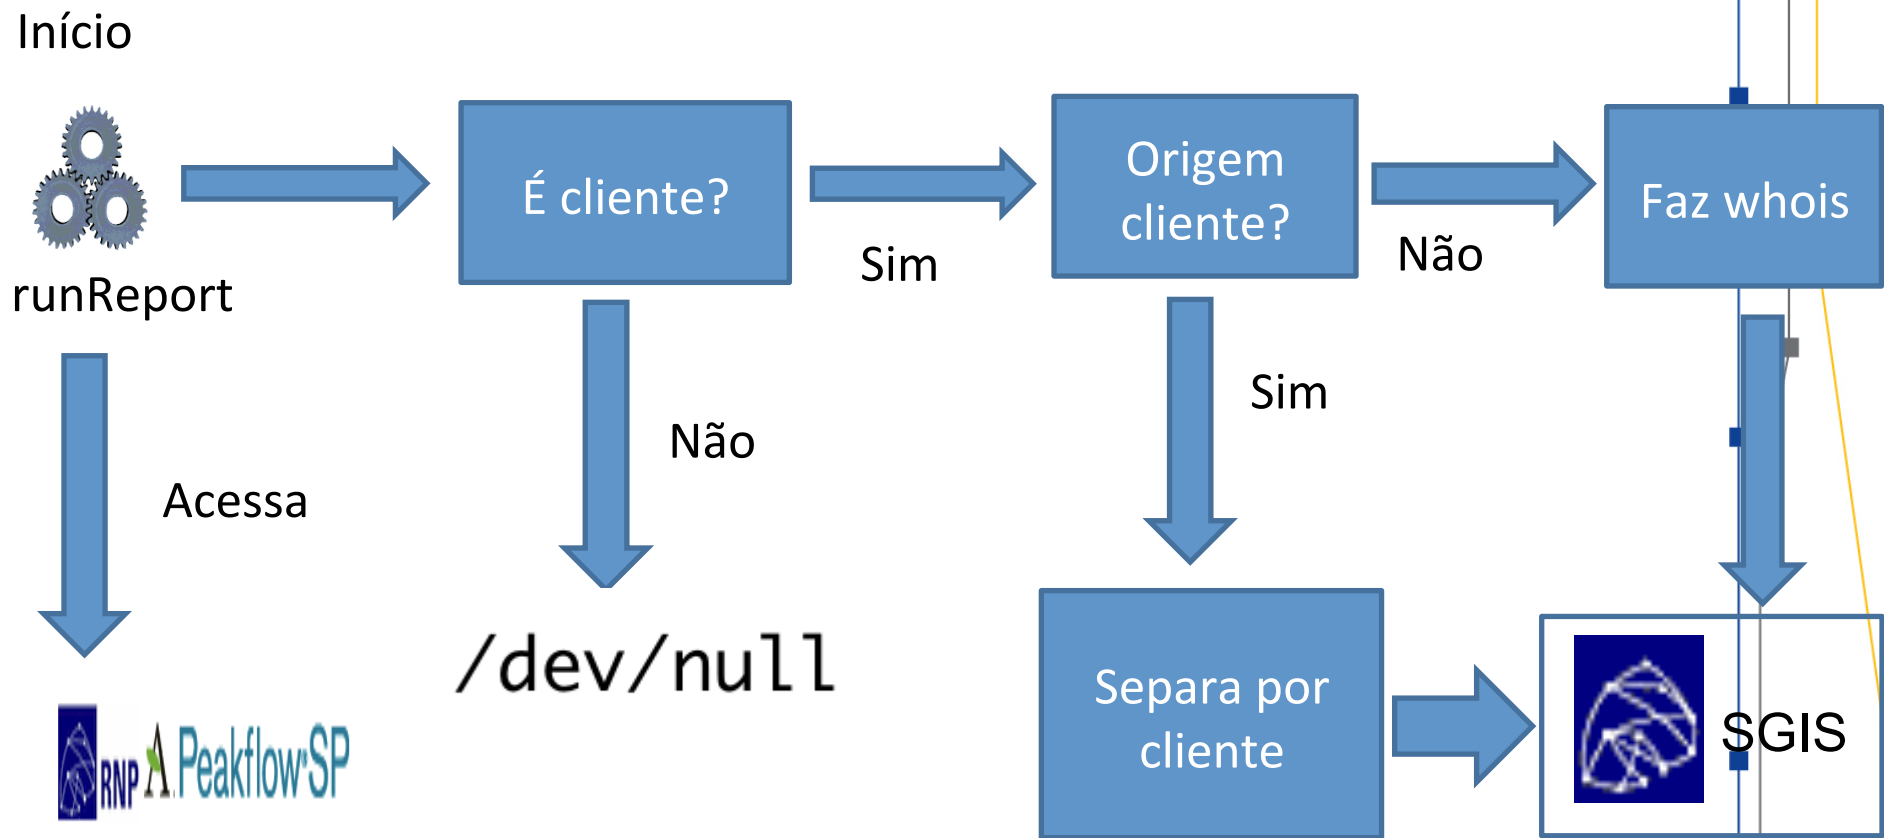 Início
runReport
Acessa
RNP
Peakflow SP
É cliente?
Sim
Não
/dev/null
Origem
cliente?
Não
Sim
Faz whois
Separa por
cliente
SGIS